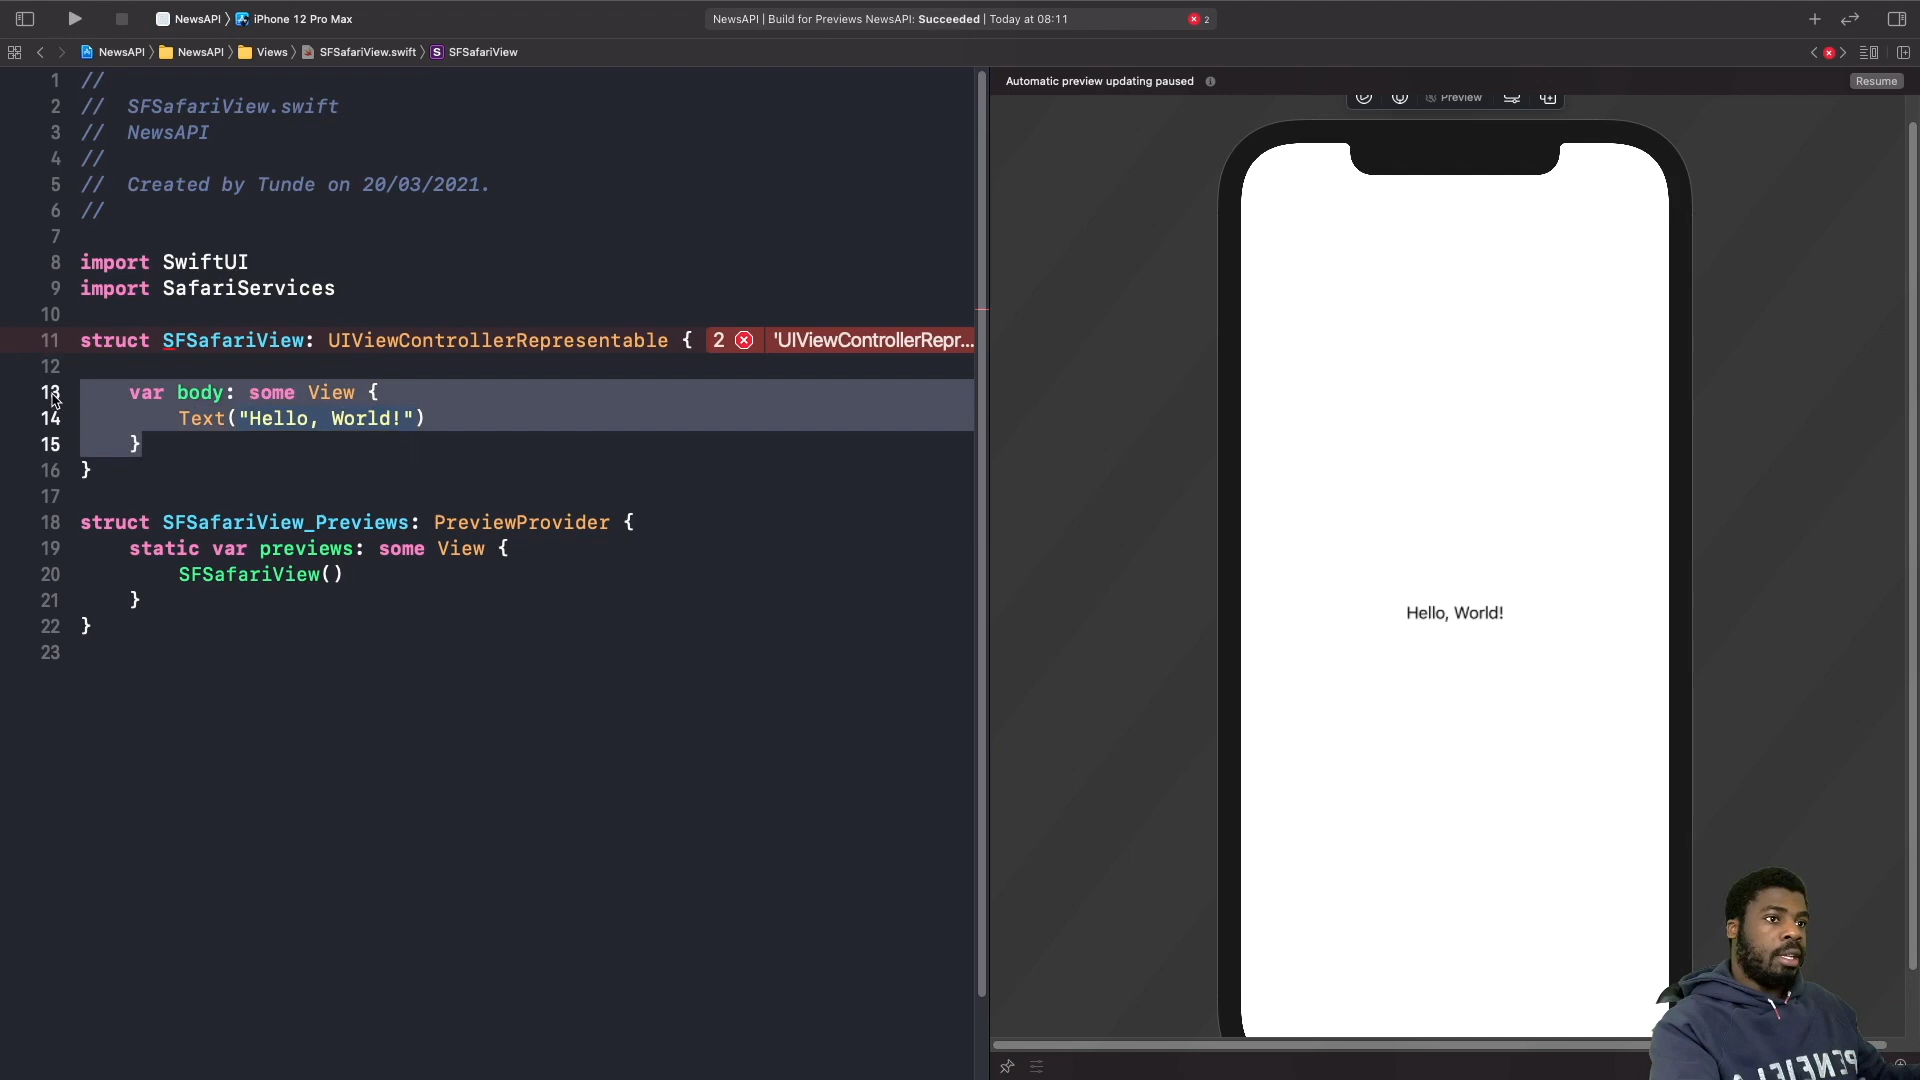 NewsAPI 〉 iPhone 12 Pro Max
NewsAPI | Build for Previews NewsAPI: Succeeded | Today at 08:11
2
NewsAPI 〉 NewsAPI 〉 Views 〉 SFSafariView.swift 〉 S SFSafariView
1 //
2 // SFSafariView.swift
3 // NewsAPI
4 //
5 // Created by Tunde on 20/03/2021.
6 //
7
8 import SwiftUI
9 import SafariServices
10
11 struct SFSafariView: UIViewControllerRepresentable { 2 'UIViewControllerRepr...
12
13 var body: some View {
14 Text("Hello, World!")
15 }
16 }
17
18 struct SFSafariView_Previews: PreviewProvider {
19 static var previews: some View {
20 SFSafariView()
21 }
22 }
23
Automatic preview updating paused
Resume
Preview
Hello, World!